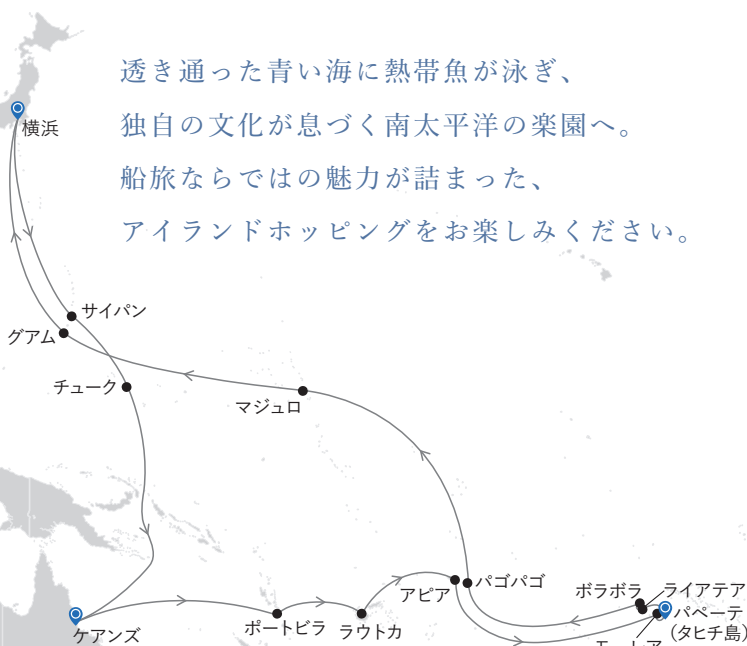 透き通った青い海に熱帯魚が泳ぎ、
独自の文化が息づく南太平洋の楽園へ。
船旅ならではの魅力が詰まった、
アイランドホッピングをお楽しみください。
横浜
サイパン
グアム
チューク
マジュロ
アピア
パゴパゴ
ボラボラ
ライアテア
パペーテ
(タヒチ島)
ケアンズ
ポートビラ
ラウトカ